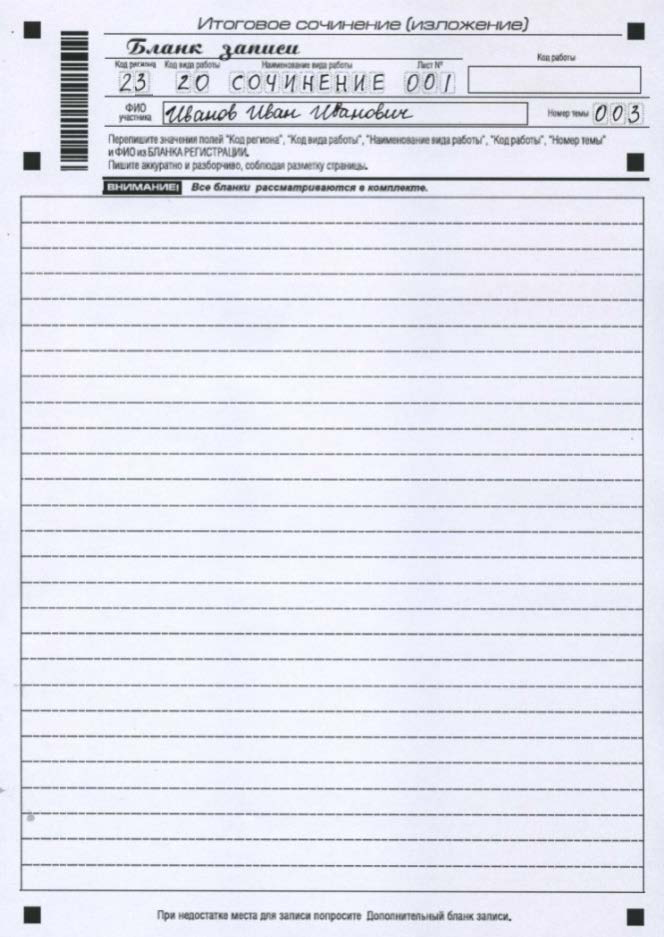 Итоговое сочинение (изложение)
Бланк записи
Код региона Код вида работы Наименование вида работы Лист № Код работы
23 20 СОЧИНЕНИЕ 001
ФИО участника Иванов Иван Иванович Номер темы 003
Перепишите значения полей "Код региона", "Код вида работы", "Наименование вида работы", "Код работы", "Номер темы"
и ФИО из БЛАНКА РЕГИСТРАЦИИ.
Пишите аккуратно и разборчиво, соблюдая разметку страницы.
ВНИМАНИЕ! Все бланки рассматриваются в комплекте.
При недостатке места для записи попросите Дополнительный бланк записи.